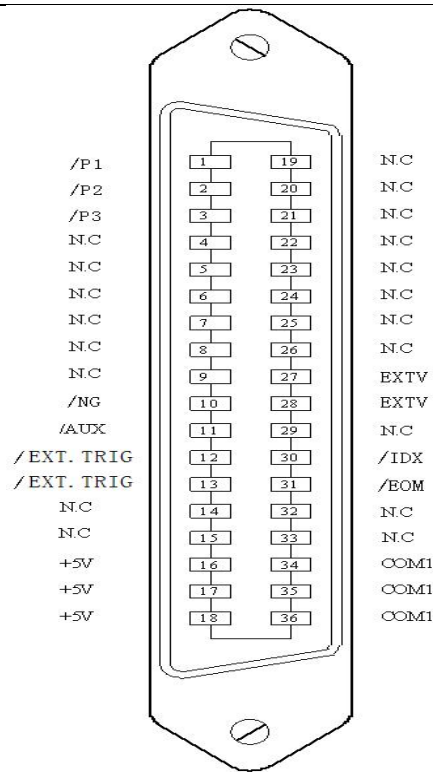 /P1 1 19 N.C
/P2 2 20 N.C
/P3 3 21 N.C
N.C 4 22 N.C
N.C 5 23 N.C
N.C 6 24 N.C
N.C 7 25 N.C
N.C 8 26 N.C
N.C 9 27 EXTV
/NG 10 28 EXTV
/AUX 11 29 N.C
/EXT. TRIG 12 30 /IDX
/EXT. TRIG 13 31 /EOM
N.C 14 32 N.C
N.C 15 33 N.C
+5V 16 34 COM1
+5V 17 35 COM1
+5V 18 36 COM1